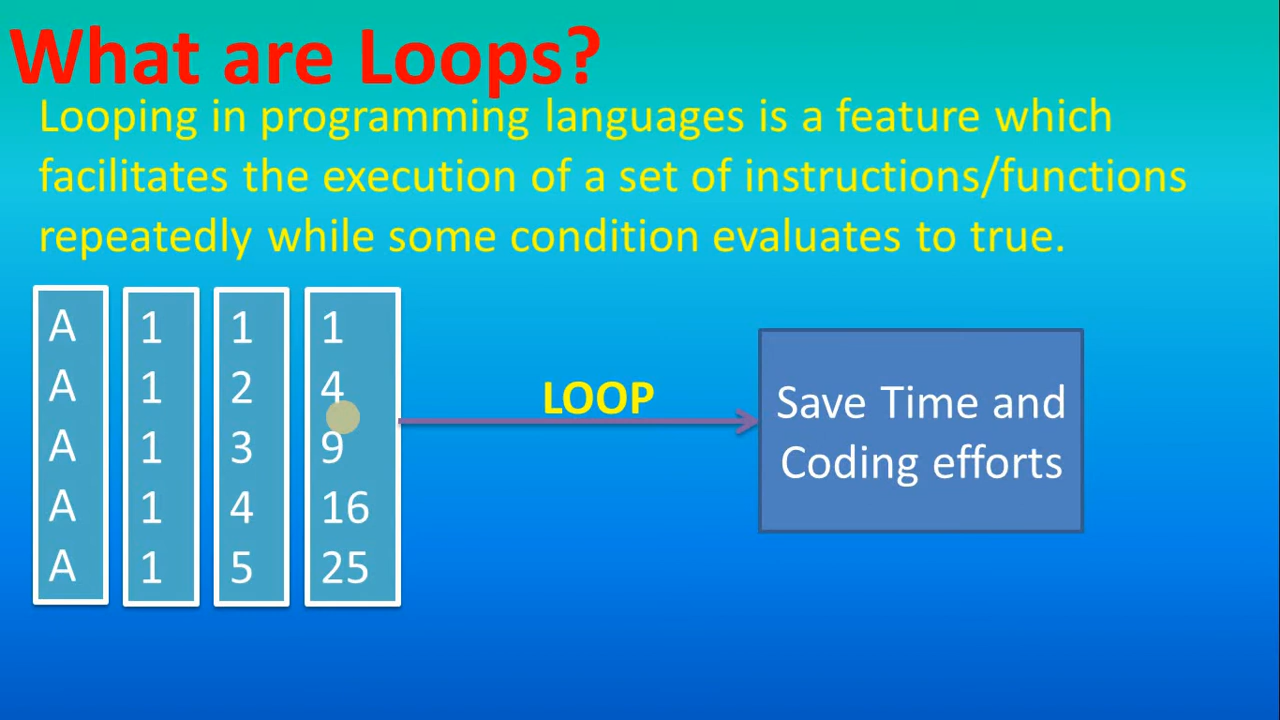 What are Loops?
Looping in programming languages is a feature which
facilitates the execution of a set of instructions/functions
repeatedly while some condition evaluates to true.
A
A
A
A
A
1
1
1
1
1
1
2
3
4
5
1
4
9
16
25
LOOP
Save Time and
Coding efforts